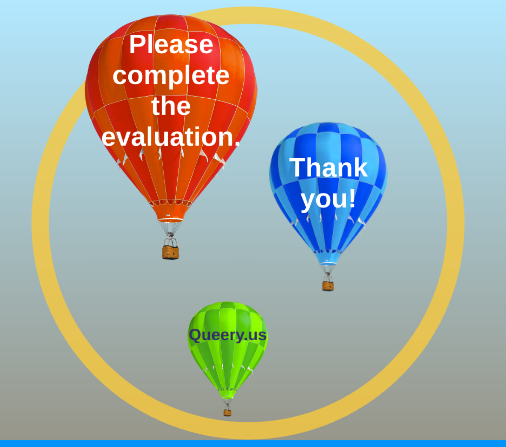 Please
complete
the
evaluation.
Thank
you!
Queery.us